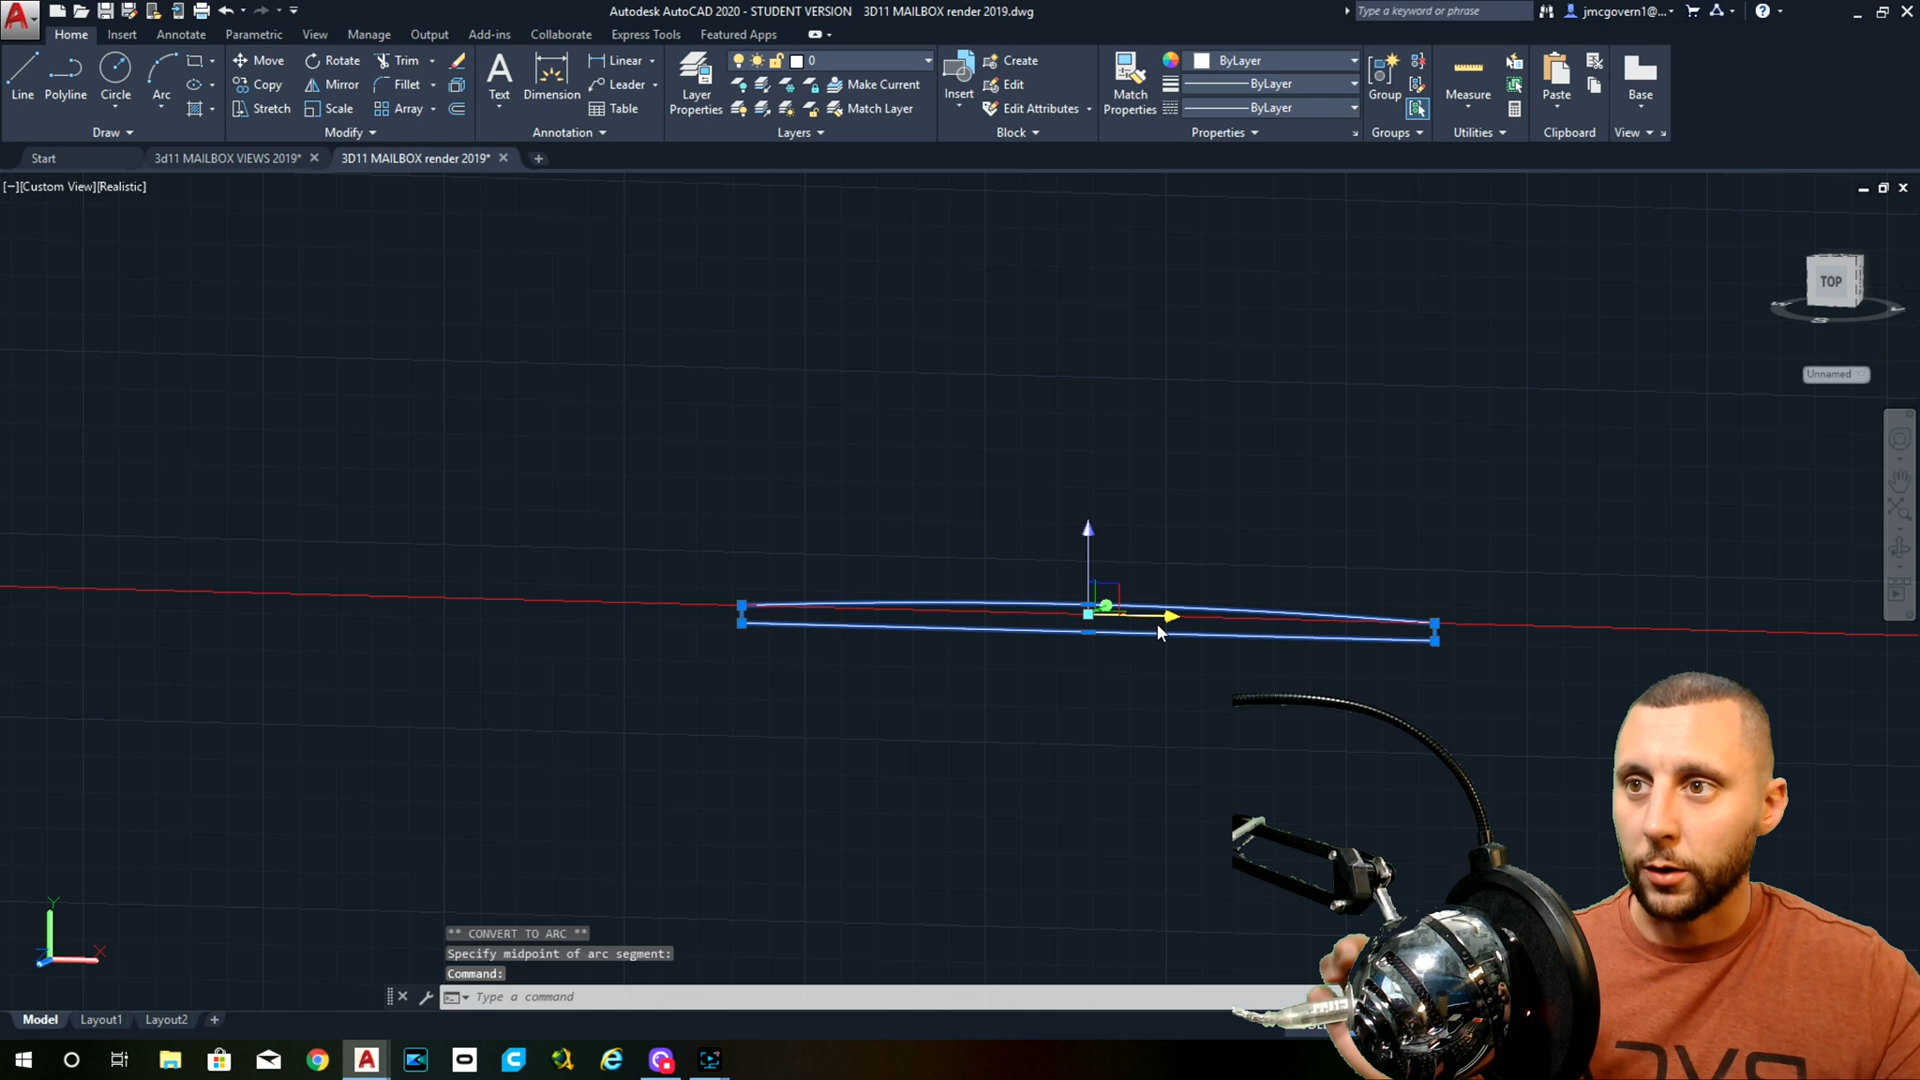 Autodesk AutoCAD 2020 - STUDENT VERSION 3D11 MAILBOX render 2019.dwg
Type a keyword or phrase
jmcgovern1@...
Home Insert Annotate Parametric View Manage Output Add-ins Collaborate Express Tools Featured Apps
Line Polyline Circle Arc
Move Rotate Trim
Copy Mirror Fillet
Stretch Scale Array
Text Dimension
Linear
Leader
Table
Layer Properties
0
Make Current
Match Layer
Insert
Create
Edit
Edit Attributes
Match Properties
ByLayer
ByLayer
ByLayer
Group
Measure
Paste
Base
Draw Modify Annotation Layers Block Properties Groups Utilities Clipboard View
Start 3d11 MAILBOX VIEWS 2019* 3D11 MAILBOX render 2019*
[−][Custom View][Realistic]
TOP
S
Unnamed
Y
X
** CONVERT TO ARC **
Specify midpoint of arc segment:
Command:
Type a command
Model Layout1 Layout2